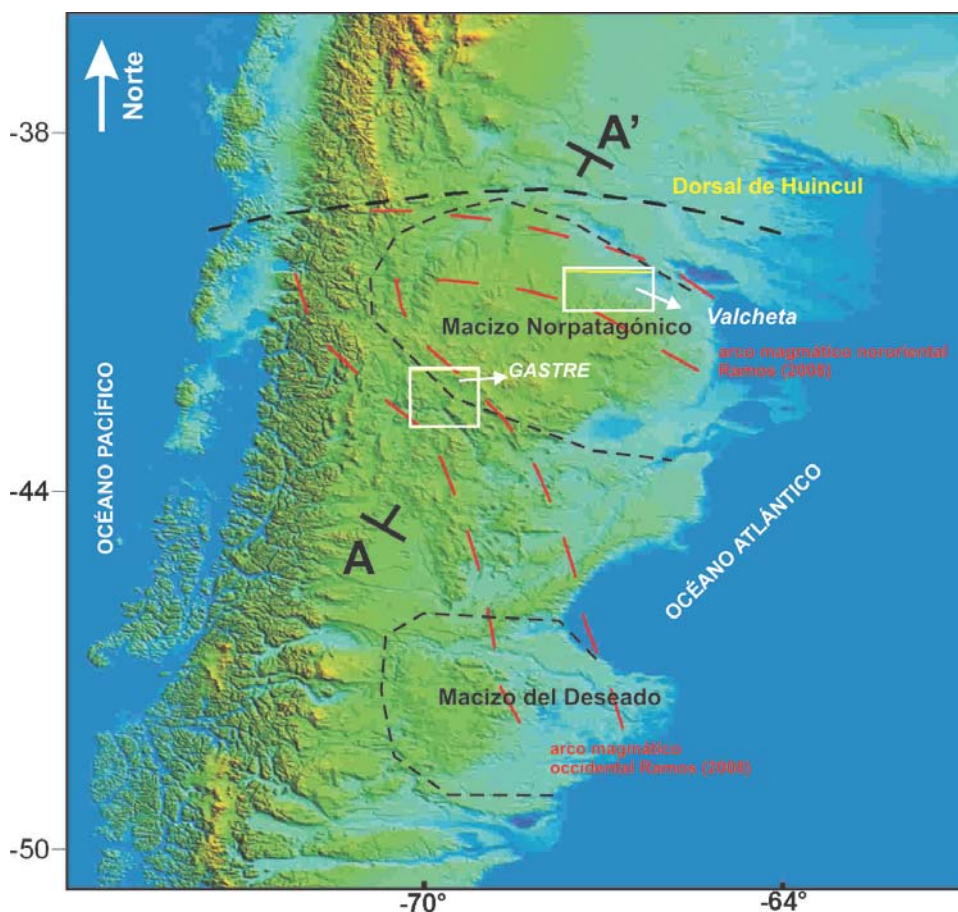 Norte
-38
A'
Dorsal de Huincul
Valcheta
Macizo Norpatagónico
arco magmático nororiental
Ramos (2008)
GASTRE
OCÉANO PACÍFICO
-44
A
OCÉANO ATLÁNTICO
Macizo del Deseado
arco magmático
occidental Ramos (2008)
-50
-70°
-64°